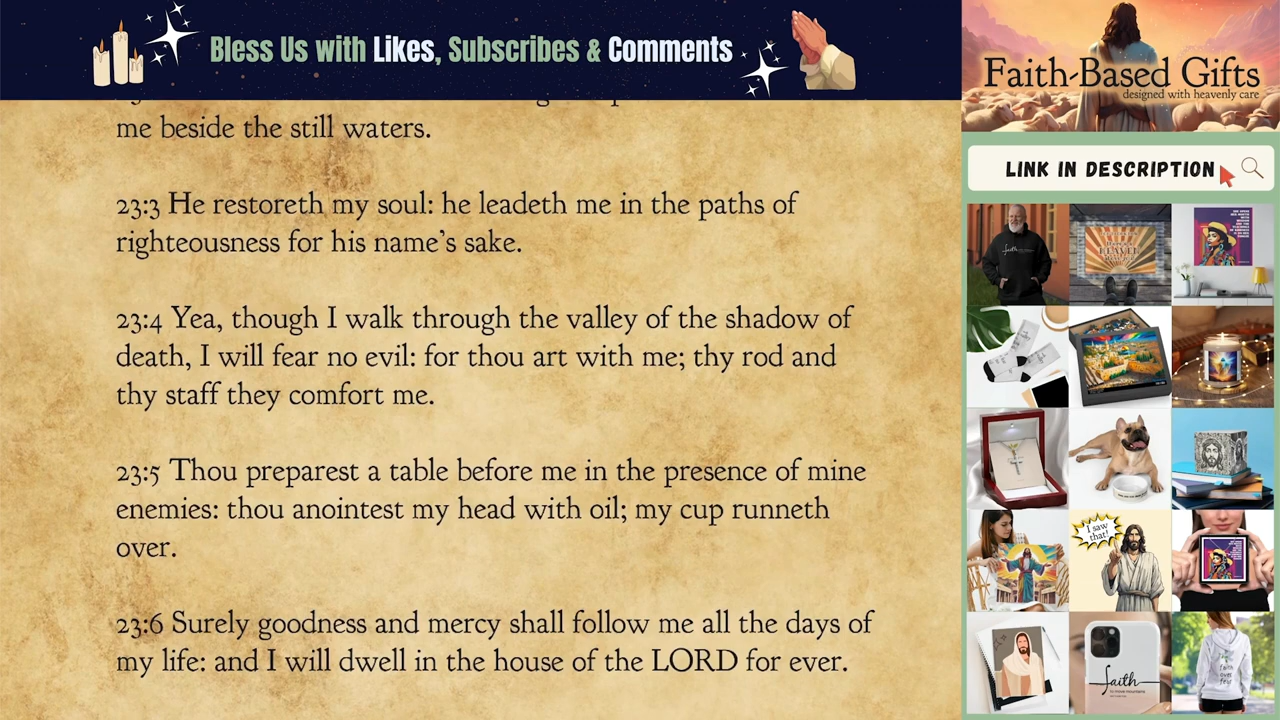 Bless Us with Likes, Subscribes & Comments
me beside the still waters.
23:3 He restoreth my soul: he leadeth me in the paths of
righteousness for his name's sake.
23:4 Yea, though I walk through the valley of the shadow of
death, I will fear no evil: for thou art with me; thy rod and
thy staff they comfort me.
23:5 Thou preparest a table before me in the presence of mine
enemies: thou anointest my head with oil; my cup runneth
over.
23:6 Surely goodness and mercy shall follow me all the days of
my life: and I will dwell in the house of the LORD for ever.
Faith-Based Gifts
designed with heavenly care
LINK IN DESCRIPTION
faith
I saw
that!
faith
faith
over
fear